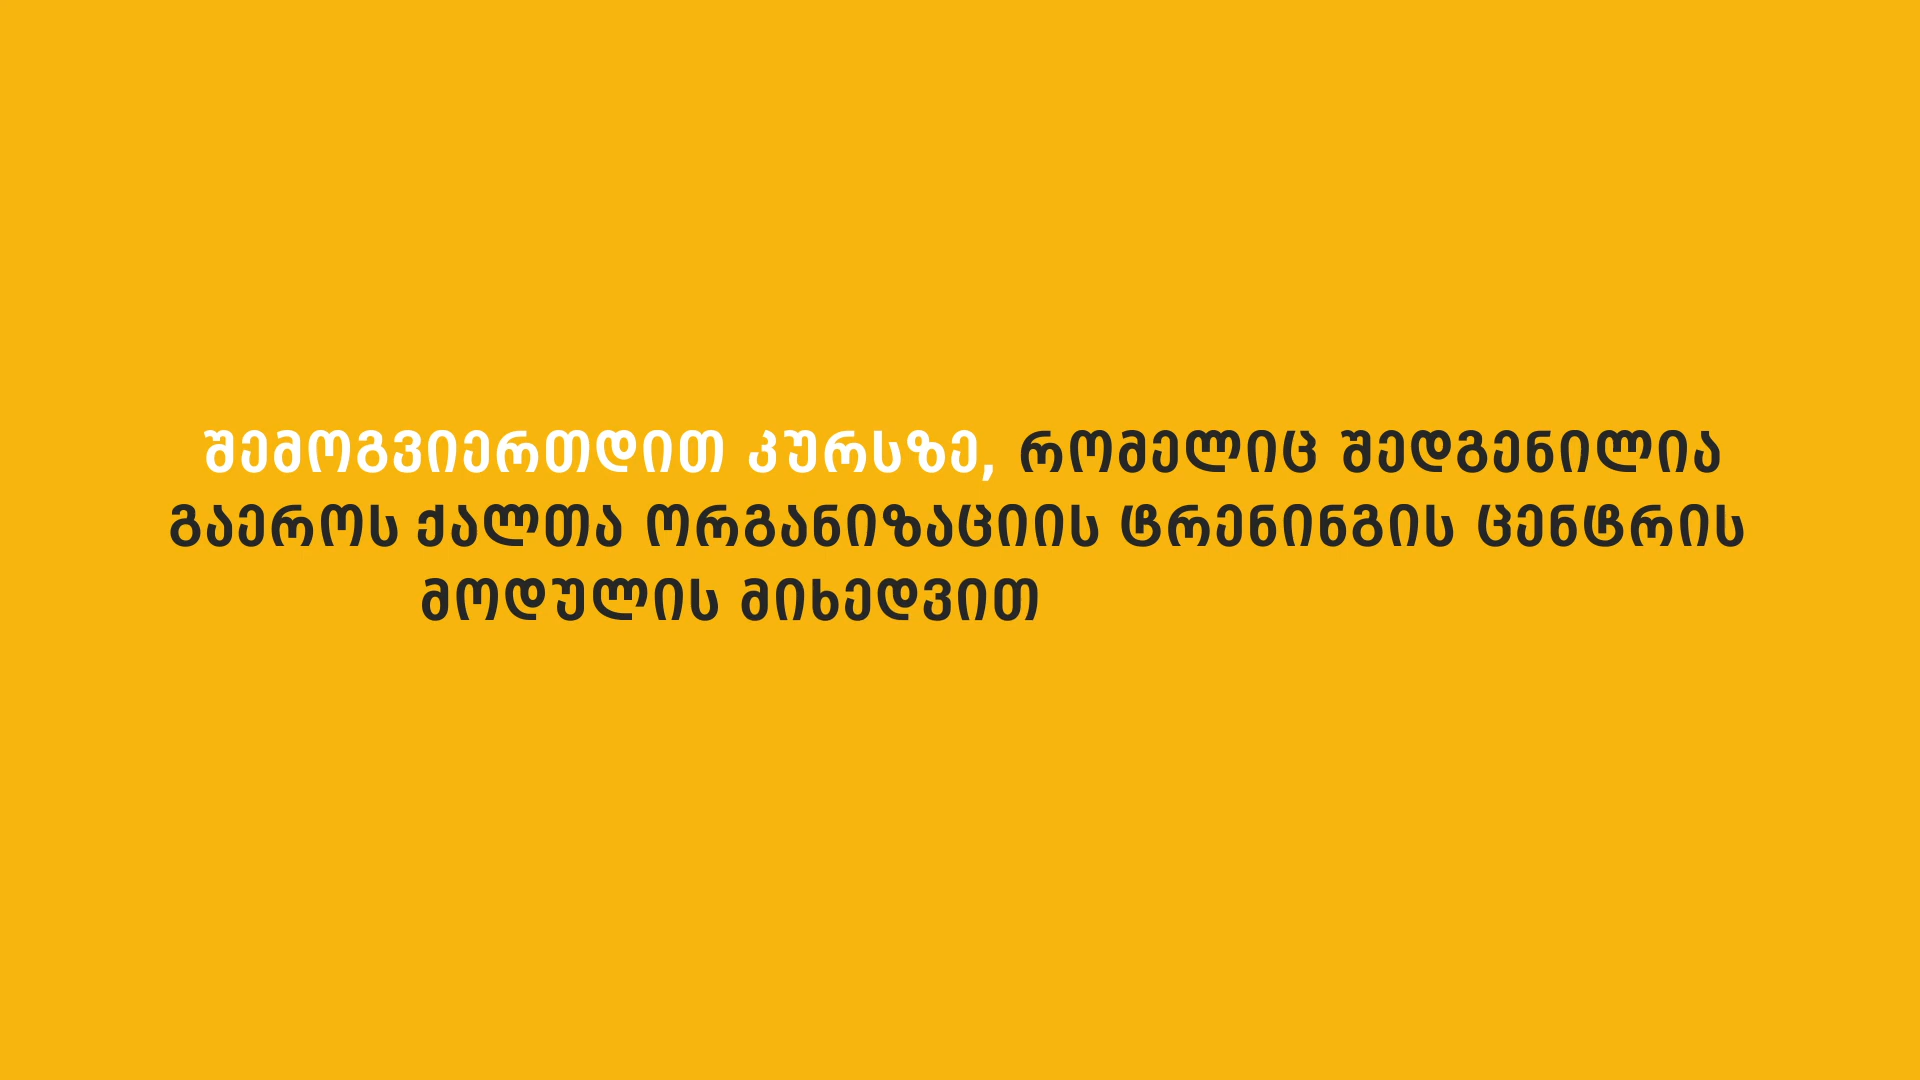 შემოგვიერთდით კურსზე, რომელიც შედგენილია
გაეროს ქალთა ორგანიზაციის ტრენინგის ცენტრის
მოდულის მიხედვით